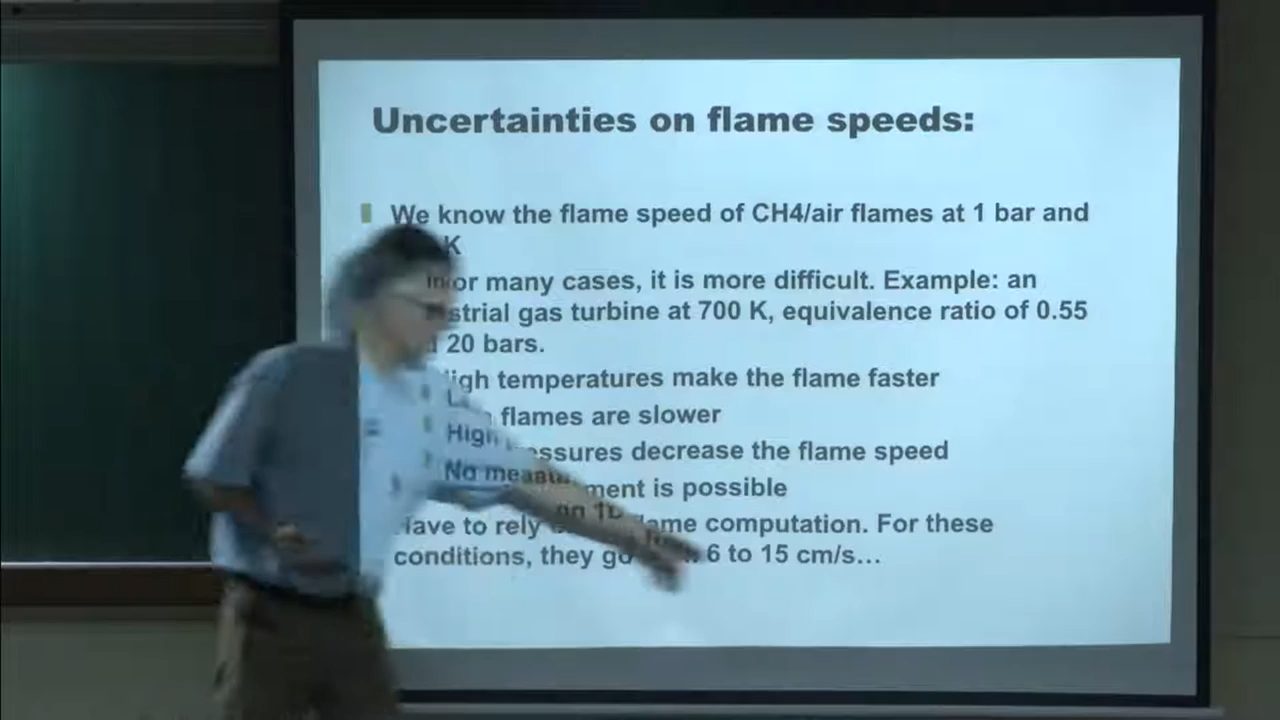 Uncertainties on flame speeds:
We know the flame speed of CH4/air flames at 1 bar and
K
or many cases, it is more difficult. Example: an
strial gas turbine at 700 K, equivalence ratio of 0.55
20 bars.
igh temperatures make the flame faster
flames are slower
High ssures decrease the flame speed
No ment is possible
Have to rely ame computation. For these
conditions, they go 6 to 15 cm/s...